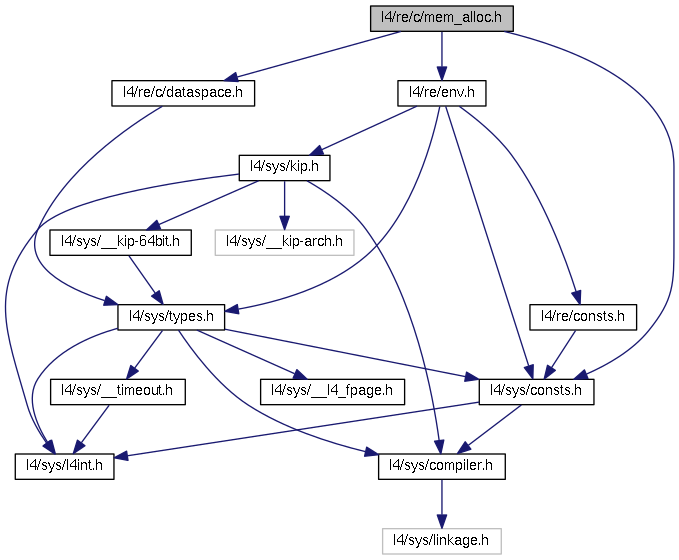 l4/re/c/mem_alloc.h
l4/re/c/dataspace.h
l4/re/env.h
l4/sys/kip.h
l4/sys/__kip-64bit.h
l4/sys/__kip-arch.h
l4/sys/types.h
l4/re/consts.h
l4/sys/__timeout.h
l4/sys/__l4_fpage.h
l4/sys/consts.h
l4/sys/l4int.h
l4/sys/compiler.h
l4/sys/linkage.h